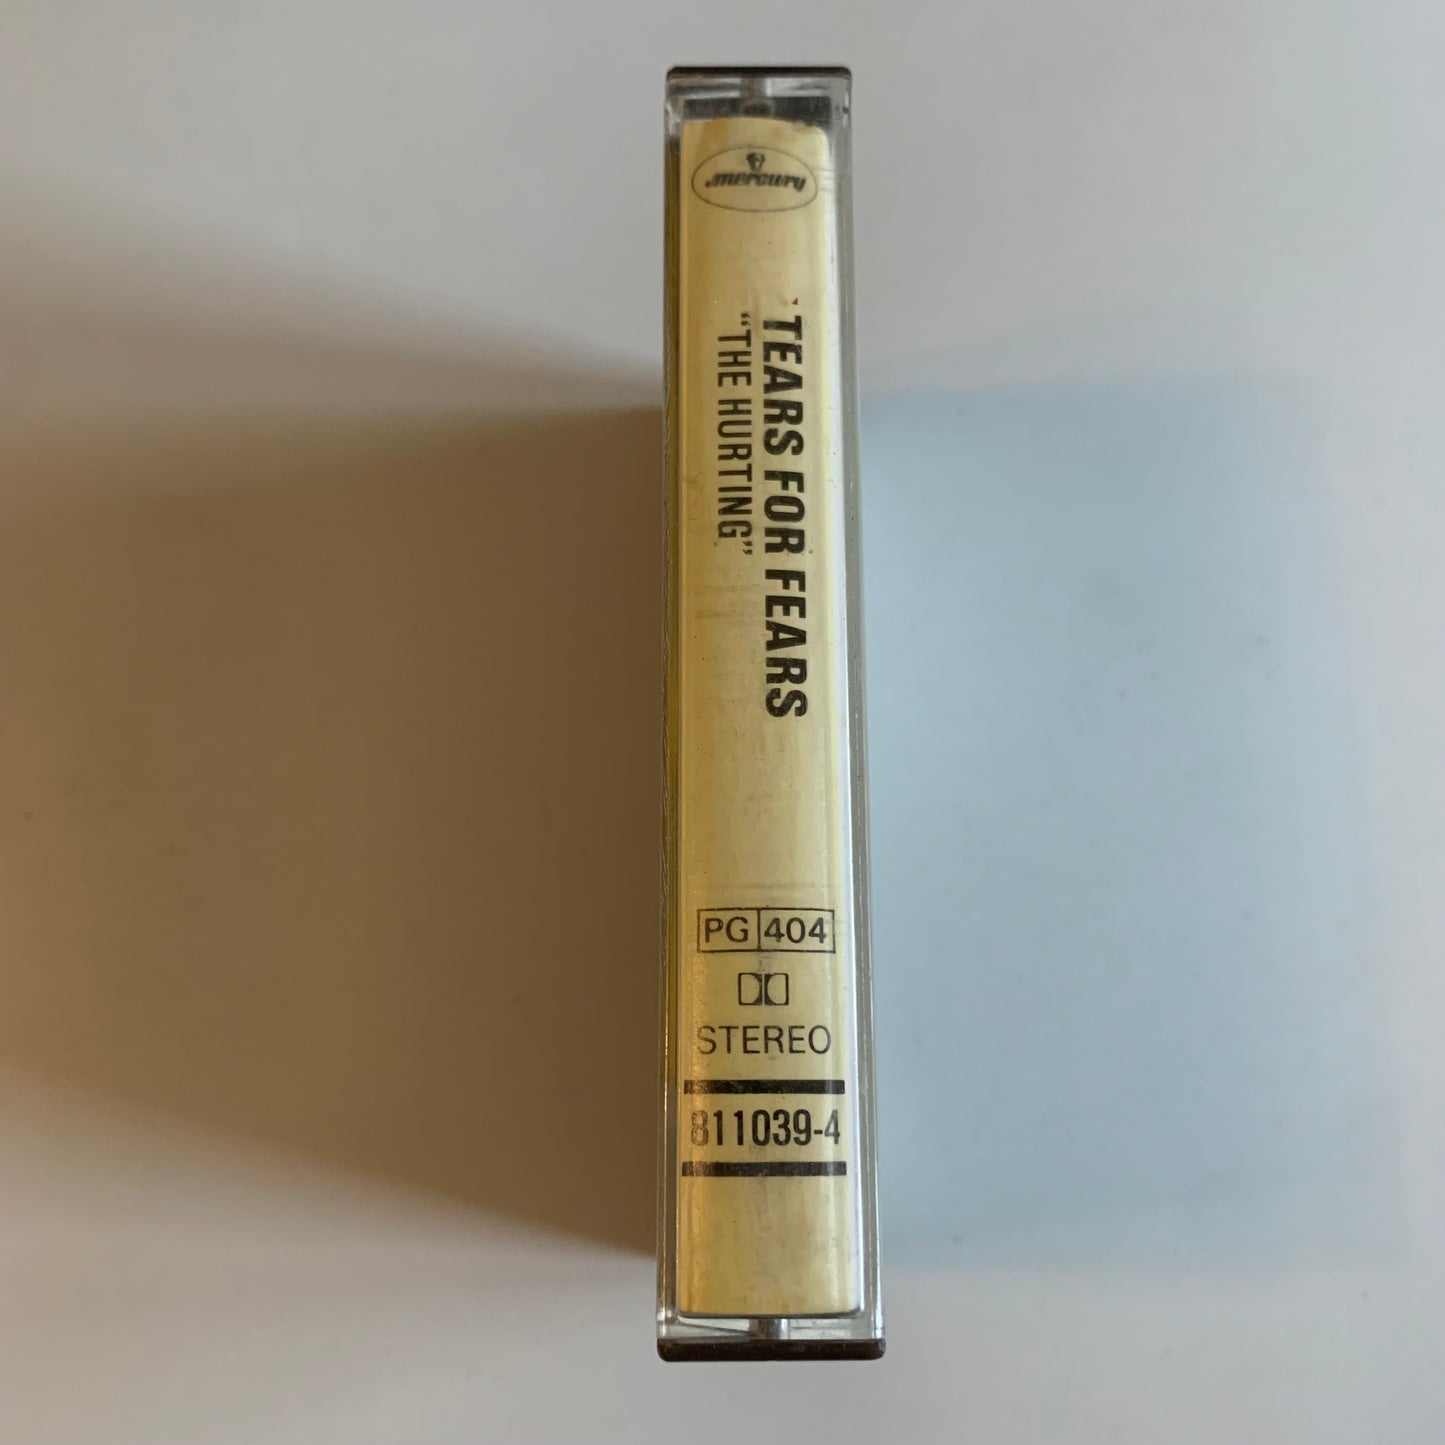 mercury
TEARS FOR FEARS
“THE HURTING”
PG 404
STEREO
811039-4